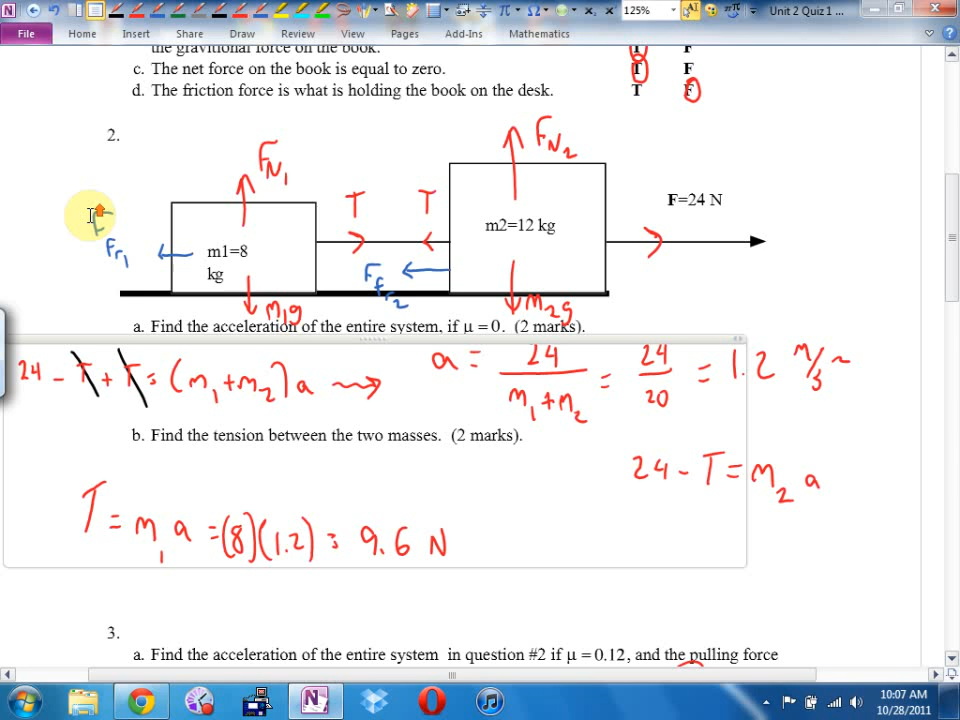 125%
Unit 2 Quiz 1 ...
File Home Insert Share Draw Review View Pages Add-Ins Mathematics
the gravitional force on the book. T F
c. The net force on the book is equal to zero. T F
d. The friction force is what is holding the book on the desk. T F
2.
F_N1
F_N2
T T
F=24 N
m2=12 kg
Fr1
m1=8
kg
Ffr2
m1g
m2g
a. Find the acceleration of the entire system, if μ = 0. (2 marks).
24 - T + T = (m1+m2)a → a = 24/(m1+m2) = 24/20 = 1.2 m/s²
b. Find the tension between the two masses. (2 marks).
24 - T = m2 a
T = m1 a = (8)(1.2) = 9.6 N
3.
a. Find the acceleration of the entire system in question #2 if μ = 0.12, and the pulling force
10:07 AM
10/28/2011